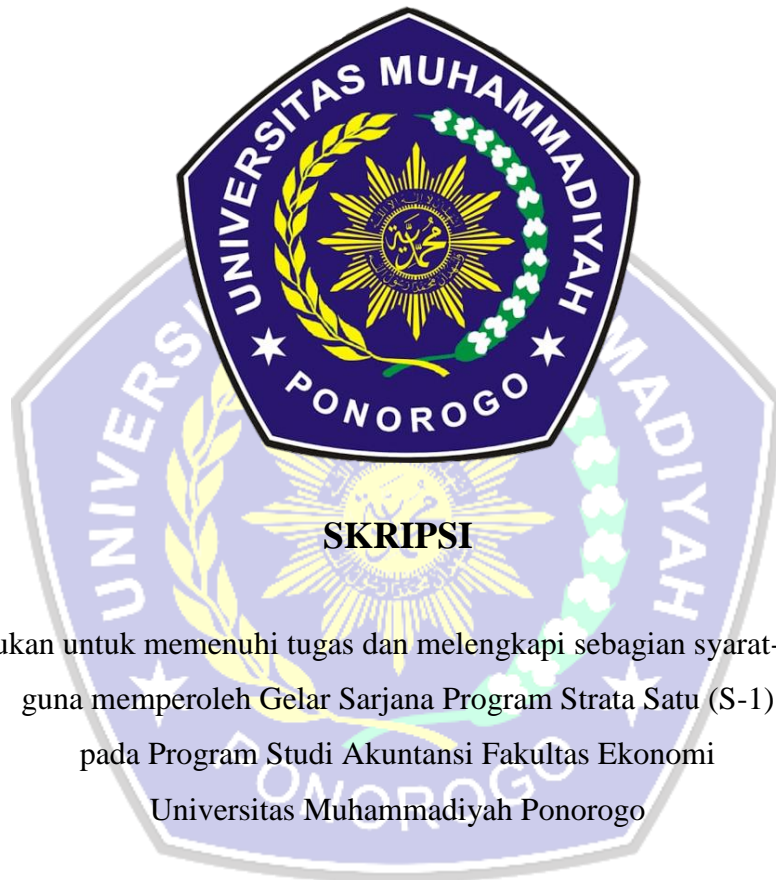 UNIVERSITAS MUHAMMADIYAH
PONOROGO
SKRIPSI
ukan untuk memenuhi tugas dan melengkapi sebagian syarat-
guna memperoleh Gelar Sarjana Program Strata Satu (S-1)
pada Program Studi Akuntansi Fakultas Ekonomi
Universitas Muhammadiyah Ponorogo